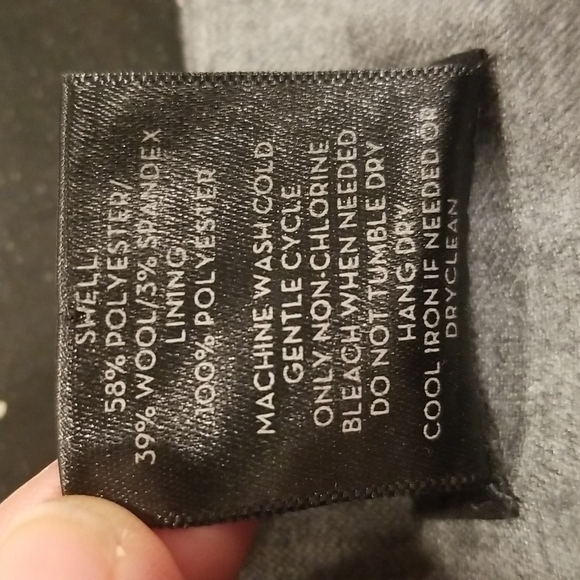 SWELL,
58% POLYESTER/
39% WOOL/3% SPANDEX
LINING
100% POLYESTER
MACHINE WASH COLD
GENTLE CYCLE
ONLY NON-CHLORINE
BLEACH WHEN NEEDED
DO NOT TUMBLE DRY
HANG DRY
COOL IRON IF NEEDED OR
DRYCLEAN